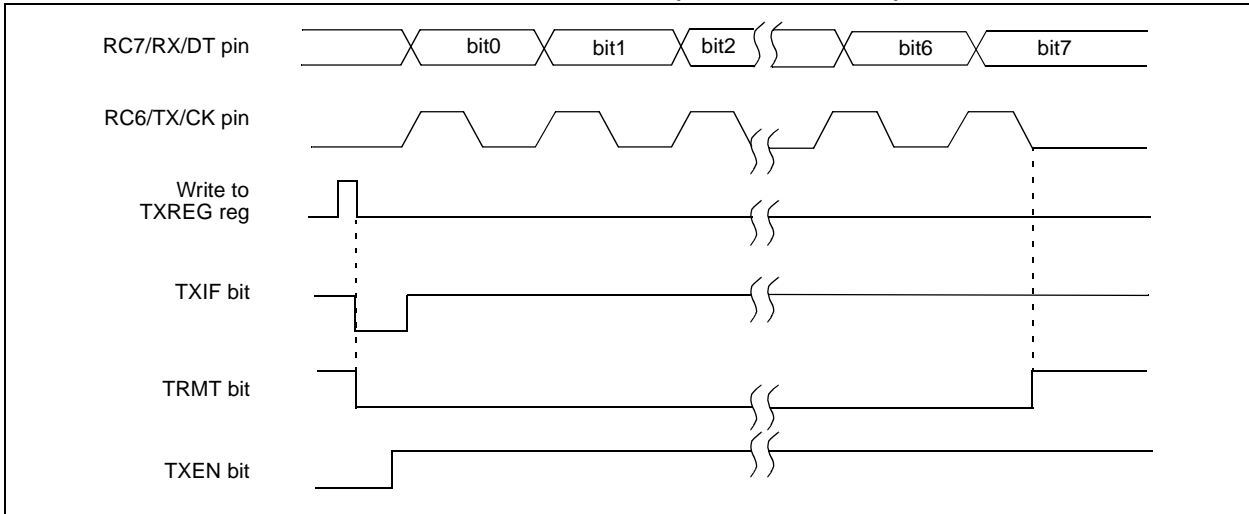 RC7/RX/DT pin
bit0 bit1 bit2 bit6 bit7
RC6/TX/CK pin
Write to
TXREG reg
TXIF bit
TRMT bit
TXEN bit